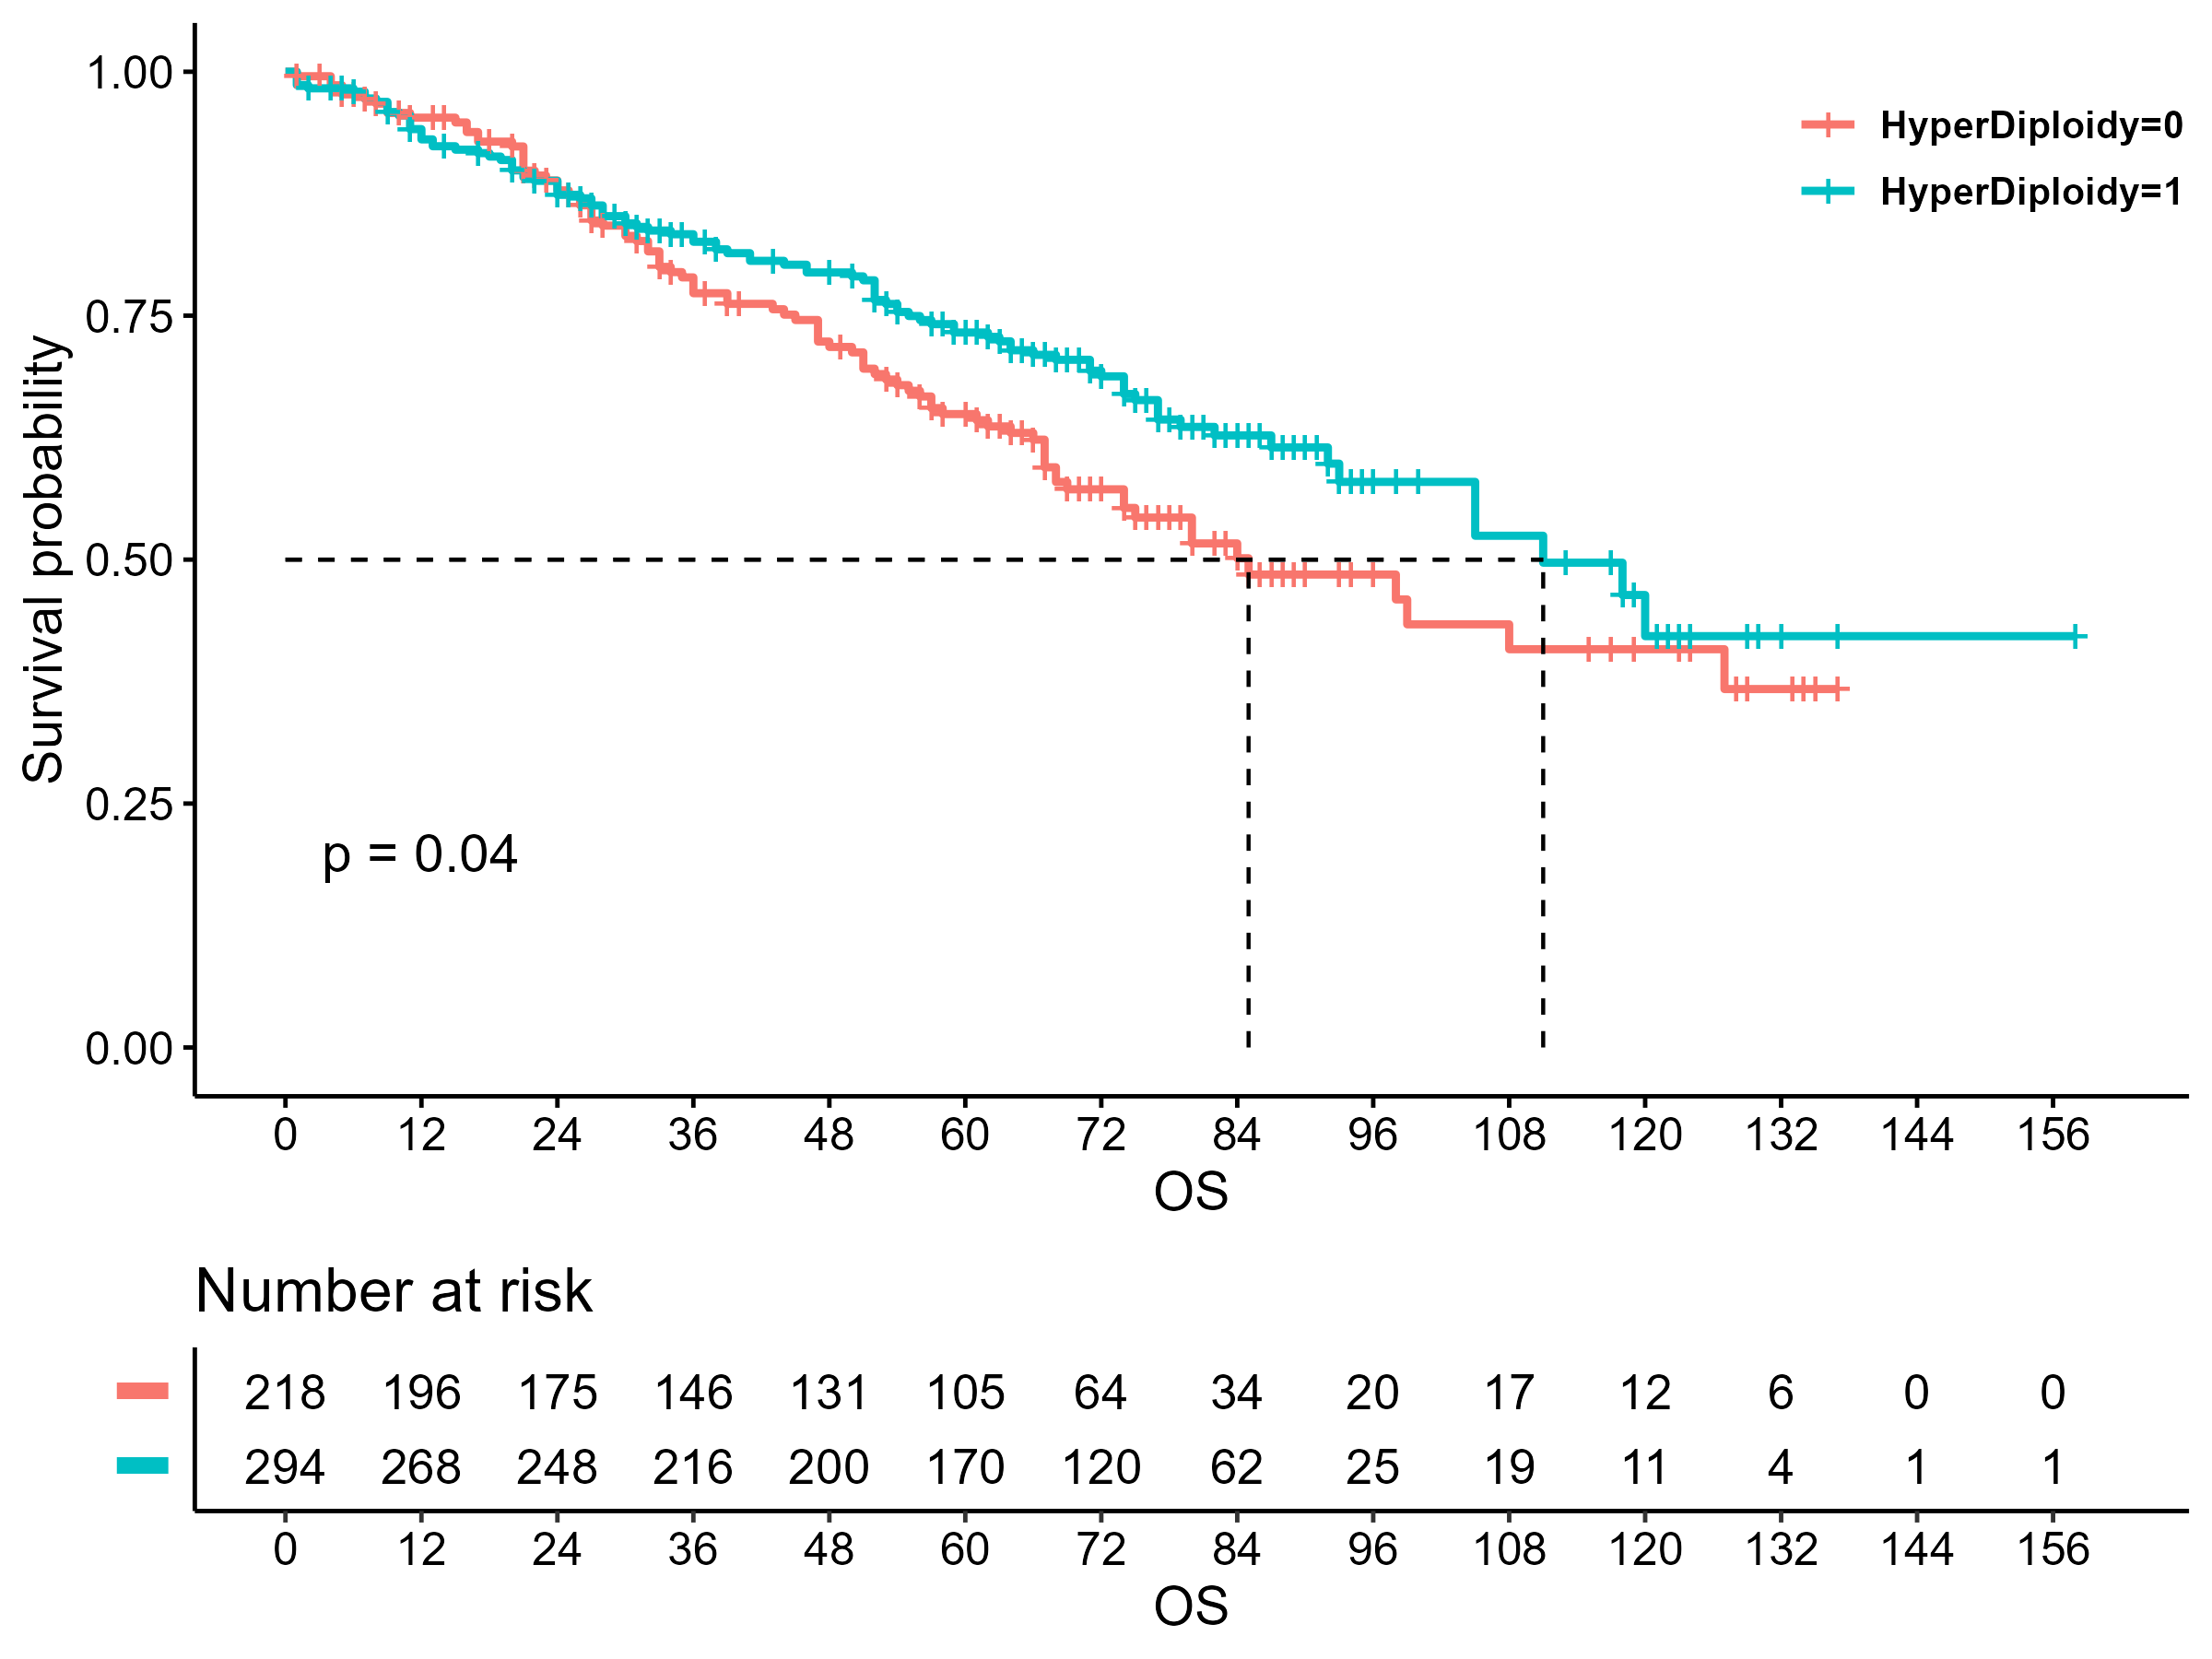 1.00
HyperDiploidy=0
HyperDiploidy=1
0.75
Survival probability
0.50
0.25
p = 0.04
0.00
0 12 24 36 48 60 72 84 96 108 120 132 144 156
OS
Number at risk
218 196 175 146 131 105 64 34 20 17 12 6 0 0
294 268 248 216 200 170 120 62 25 19 11 4 1 1
0 12 24 36 48 60 72 84 96 108 120 132 144 156
OS